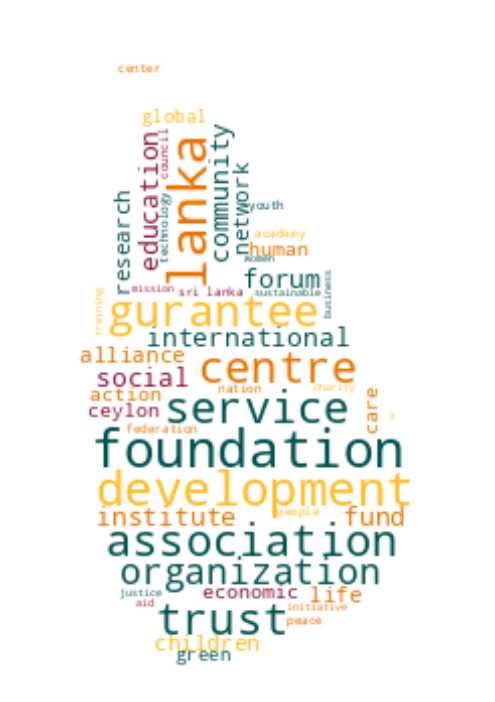 center
global
education
council
lanka
community
network
research
technology
youth
academy
human
women
forum
mission
sri lanka
sustainable
business
training
gurantee
international
alliance
centre
social
nation
charity
action
care
ceylon
service
federation
foundation
development
institute
people
fund
association
organization
justice
economic
life
aid
initiative
trust
peace
children
green